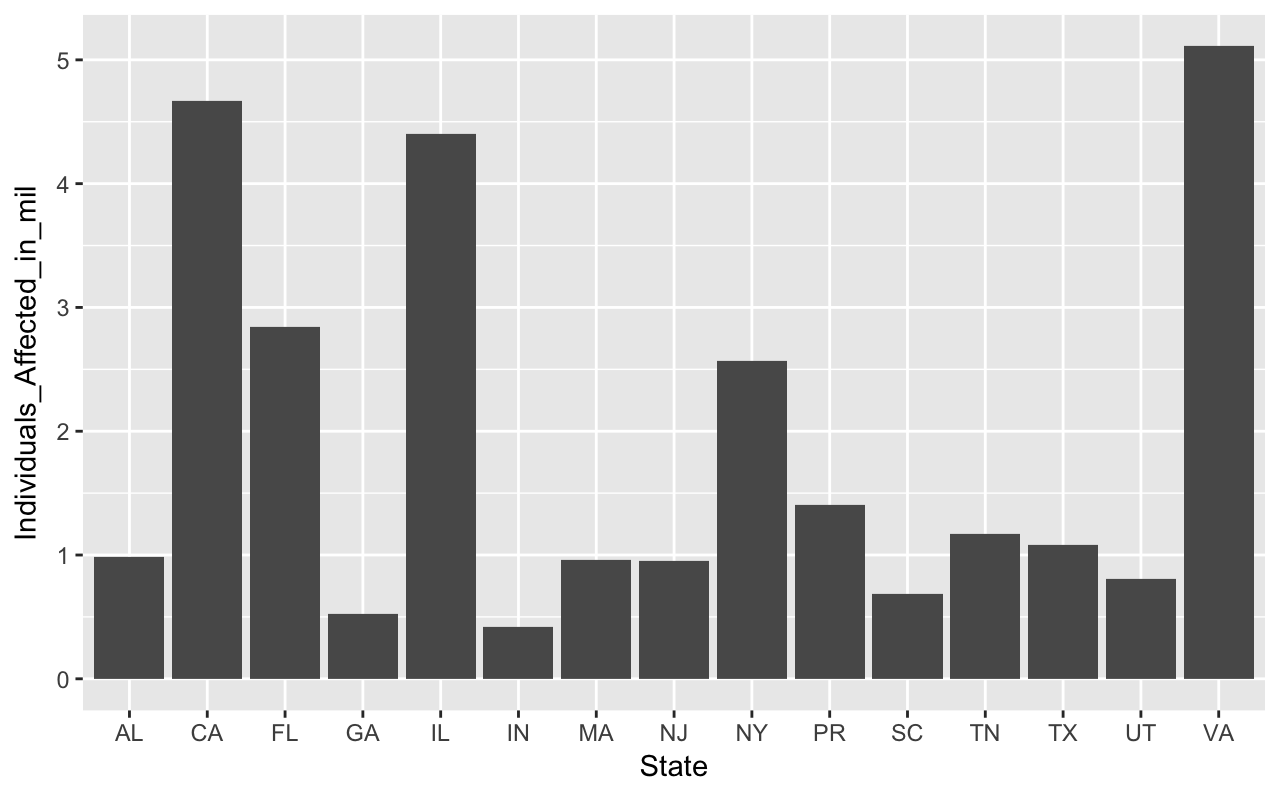 Individuals_Affected_in_mil
5
4
3
2
1
0
AL CA FL GA IL IN MA NJ NY PR SC TN TX UT VA
State